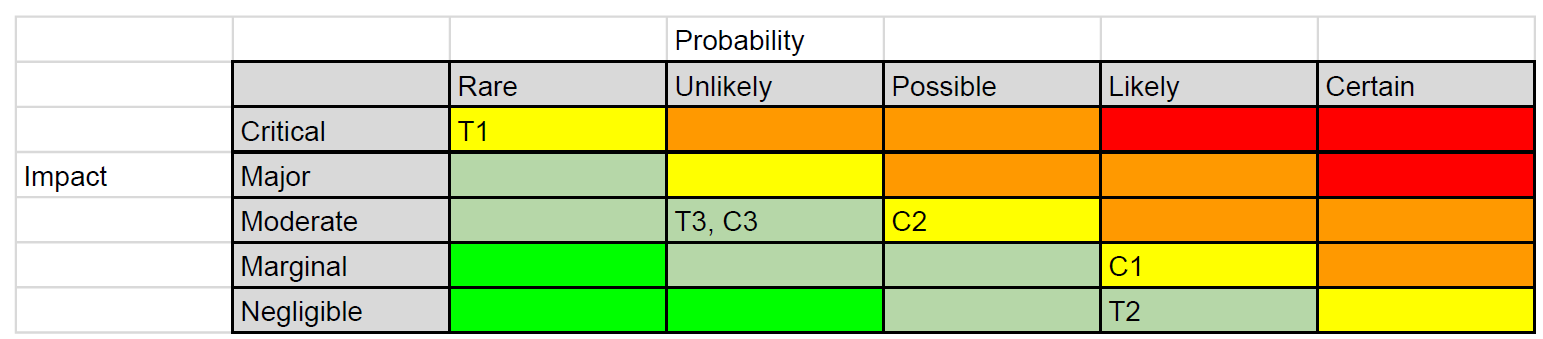 Probability
Rare Unlikely Possible Likely Certain
Critical T1
Impact Major
Moderate T3, C3 C2
Marginal C1
Negligible T2